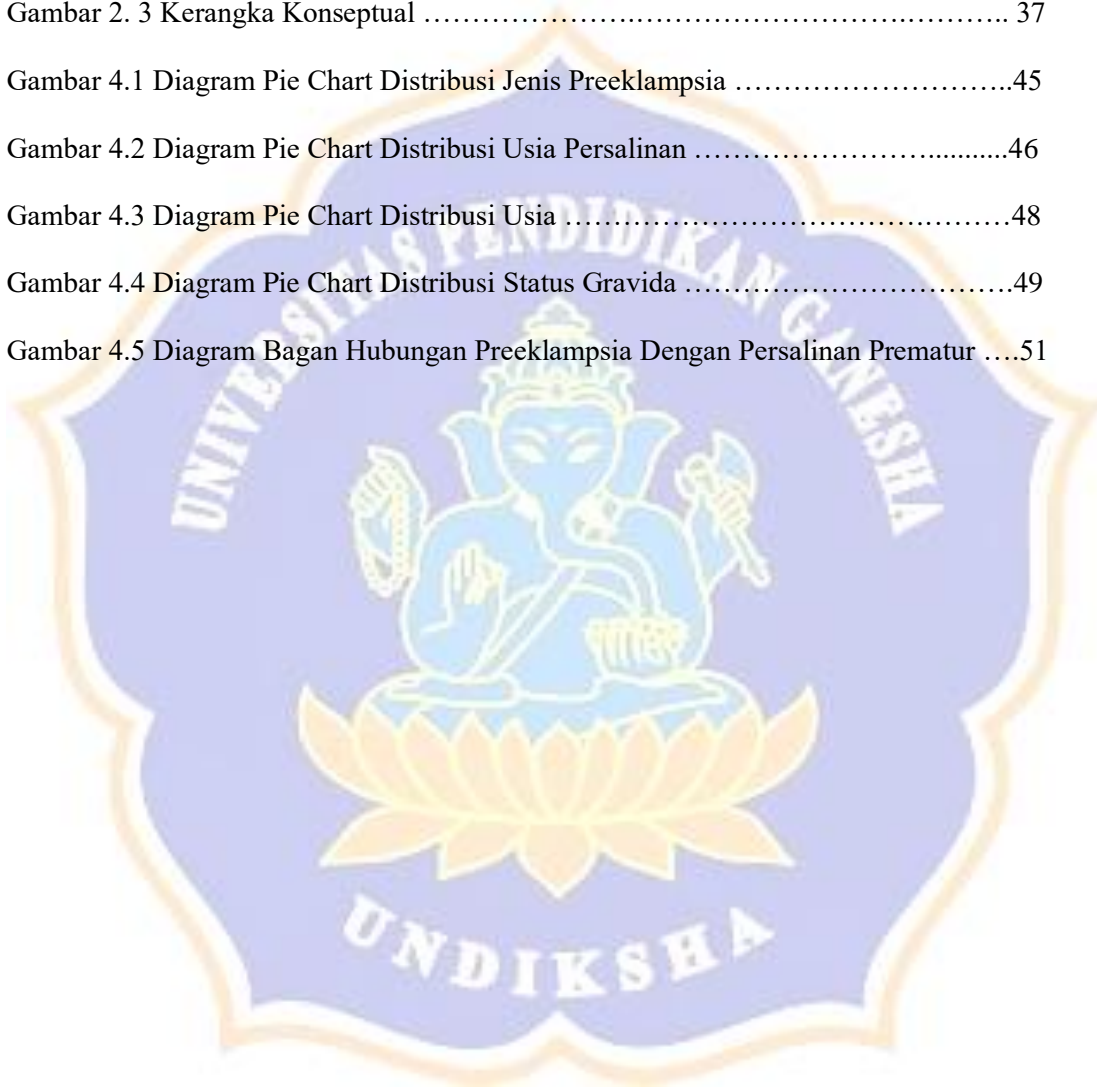 Gambar 2. 3 Kerangka Konseptual ………………….………………………….……….. 37
Gambar 4.1 Diagram Pie Chart Distribusi Jenis Preeklampsia ………………………..45
Gambar 4.2 Diagram Pie Chart Distribusi Usia Persalinan ……………………...........46
Gambar 4.3 Diagram Pie Chart Distribusi Usia ……………………………………………48
Gambar 4.4 Diagram Pie Chart Distribusi Status Gravida …………………………….49
Gambar 4.5 Diagram Bagan Hubungan Preeklampsia Dengan Persalinan Prematur ….51
UNIVERSITAS PENDIDIKAN GANESHA
UNDIKSHA